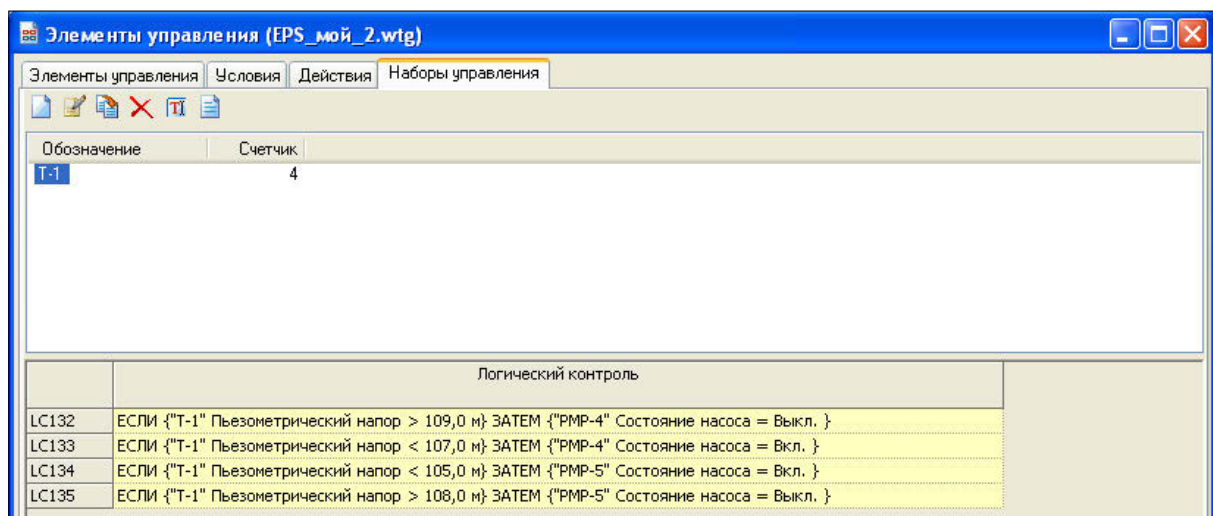 Элементы управления (EPS_мой_2.wtg)
Элементы управления Условия Действия Наборы управления
Обозначение Счетчик
T-1 4
Логический контроль
LC132 ЕСЛИ {"T-1" Пьезометрический напор > 109,0 м} ЗАТЕМ {"PMP-4" Состояние насоса = Выкл. }
LC133 ЕСЛИ {"T-1" Пьезометрический напор < 107,0 м} ЗАТЕМ {"PMP-4" Состояние насоса = Вкл. }
LC134 ЕСЛИ {"T-1" Пьезометрический напор < 105,0 м} ЗАТЕМ {"PMP-5" Состояние насоса = Вкл. }
LC135 ЕСЛИ {"T-1" Пьезометрический напор > 108,0 м} ЗАТЕМ {"PMP-5" Состояние насоса = Выкл. }